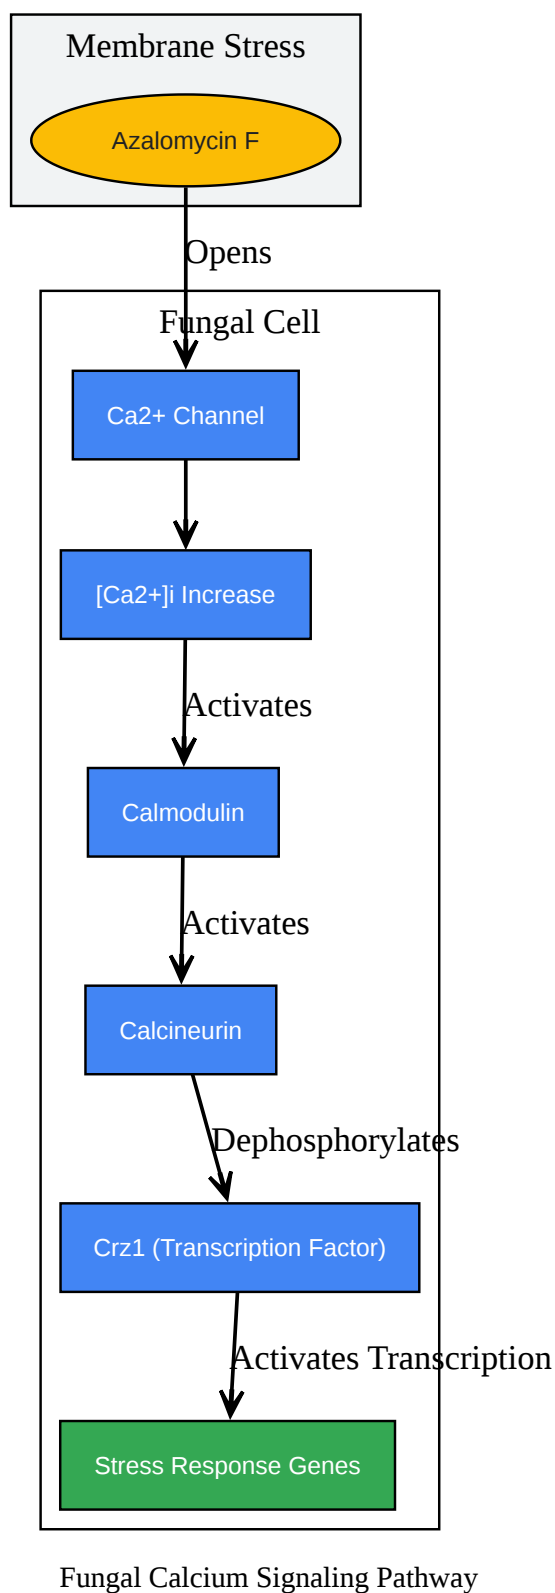 Membrane Stress
Azalomycin F
Opens
Fungal Cell
Ca2+ Channel
[Ca2+]i Increase
Activates
Calmodulin
Activates
Calcineurin
Dephosphorylates
Crz1 (Transcription Factor)
Activates Transcription
Stress Response Genes
Fungal Calcium Signaling Pathway